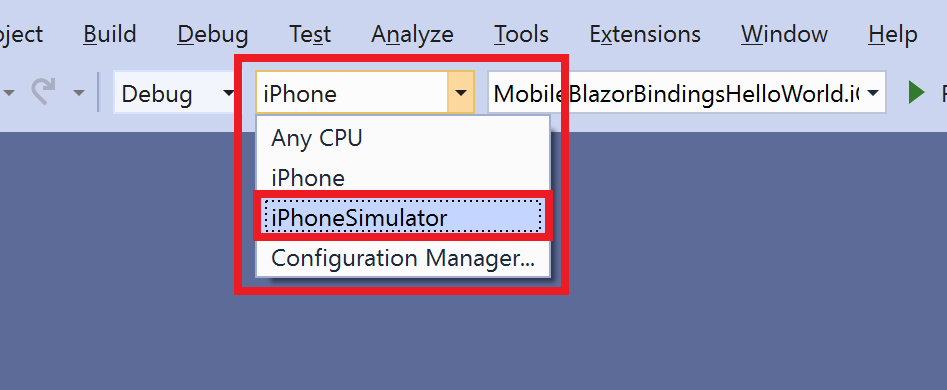 oject Build Debug Test Analyze Tools Extensions Window Help
Debug iPhone MobileBlazorBindingsHelloWorld.i
Any CPU
iPhone
iPhoneSimulator
Configuration Manager...